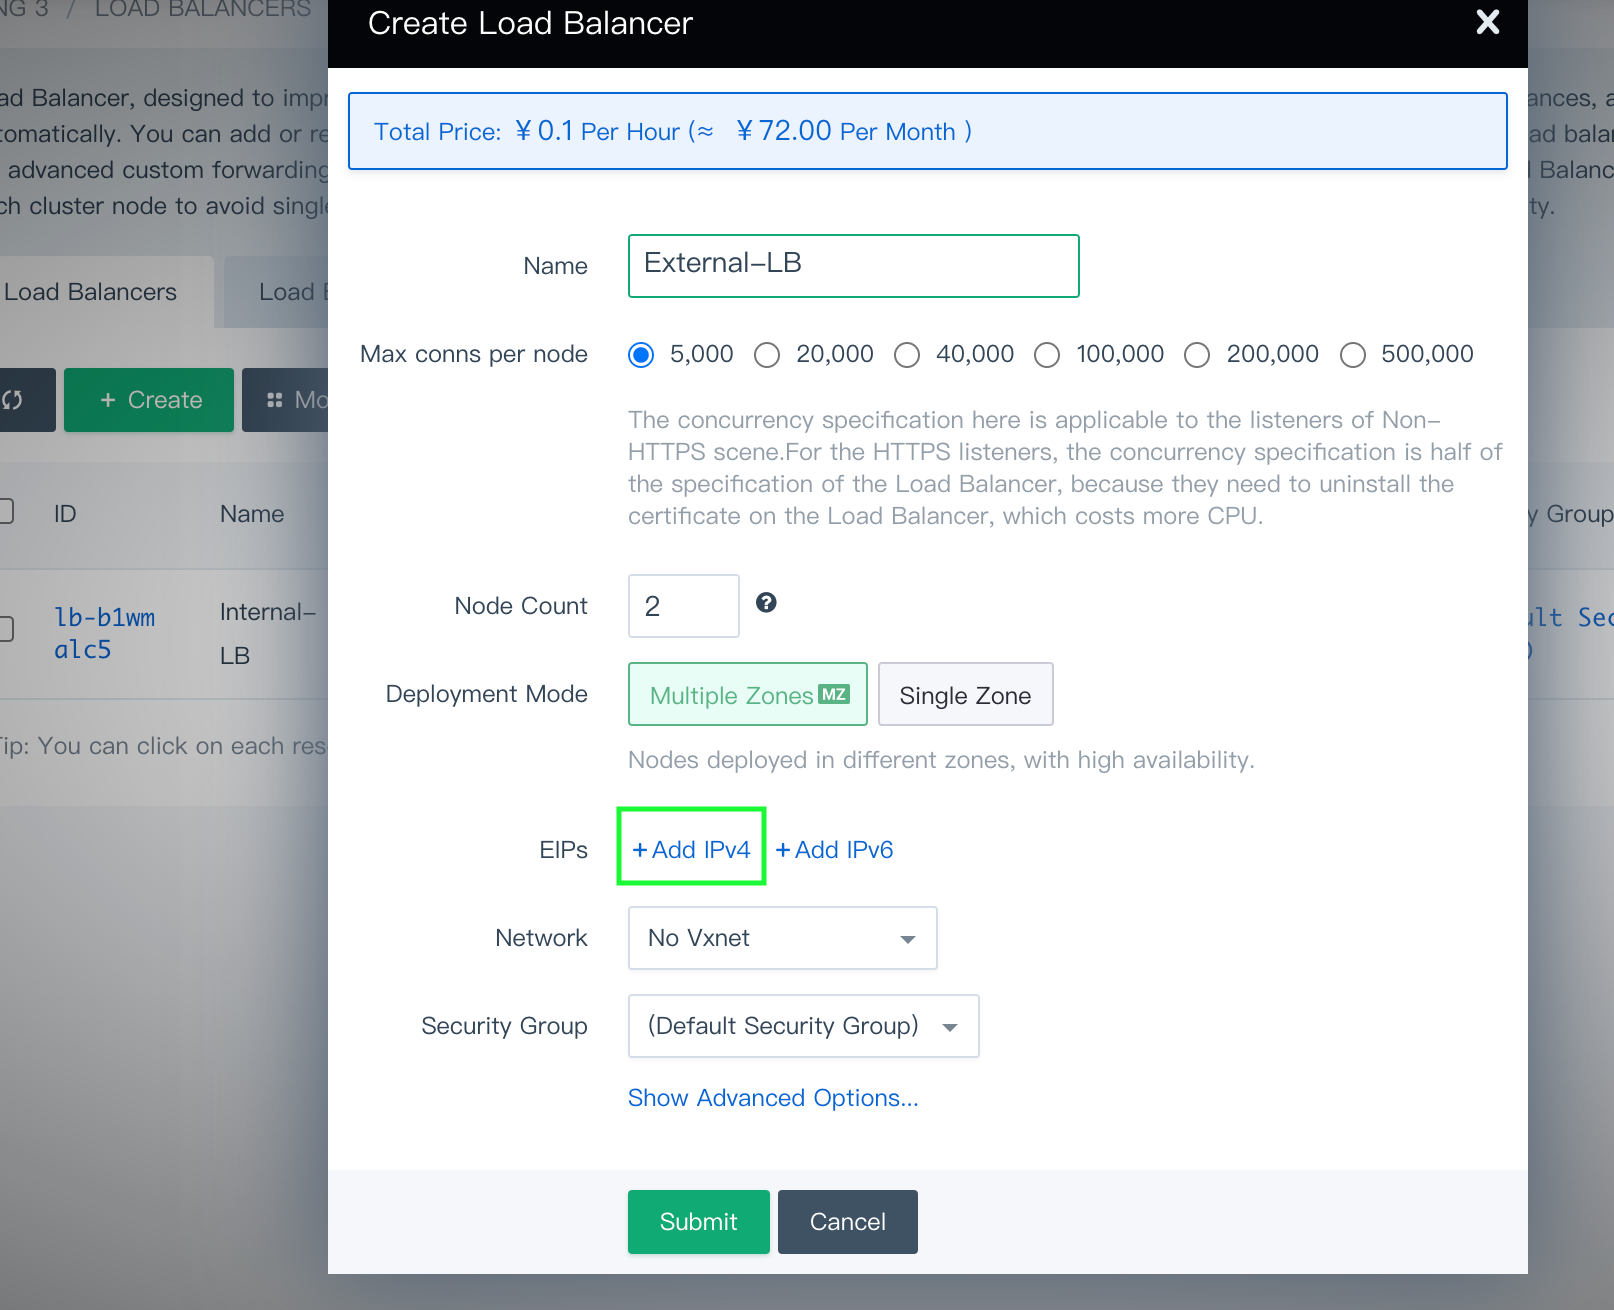 NG 3 / LOAD BALANCERS
Create Load Balancer
ad Balancer, designed to impr
tomatically. You can add or re
advanced custom forwarding
ch cluster node to avoid single
ances, a
ad balan
Balanc
ty.
Total Price: ¥ 0.1 Per Hour (≈ ¥ 72.00 Per Month )
Load Balancers
Load B
+ Create
Mo
ID
Name
y Group
lb-b1wm
alc5
Internal-
LB
ult Sec
)
Tip: You can click on each res
Name
External-LB
Max conns per node
5,000 20,000 40,000 100,000 200,000 500,000
The concurrency specification here is applicable to the listeners of Non-
HTTPS scene.For the HTTPS listeners, the concurrency specification is half of
the specification of the Load Balancer, because they need to uninstall the
certificate on the Load Balancer, which costs more CPU.
Node Count
2
Deployment Mode
Multiple Zones MZ
Single Zone
Nodes deployed in different zones, with high availability.
EIPs
+ Add IPv4 + Add IPv6
Network
No Vxnet
Security Group
(Default Security Group)
Show Advanced Options...
Submit
Cancel